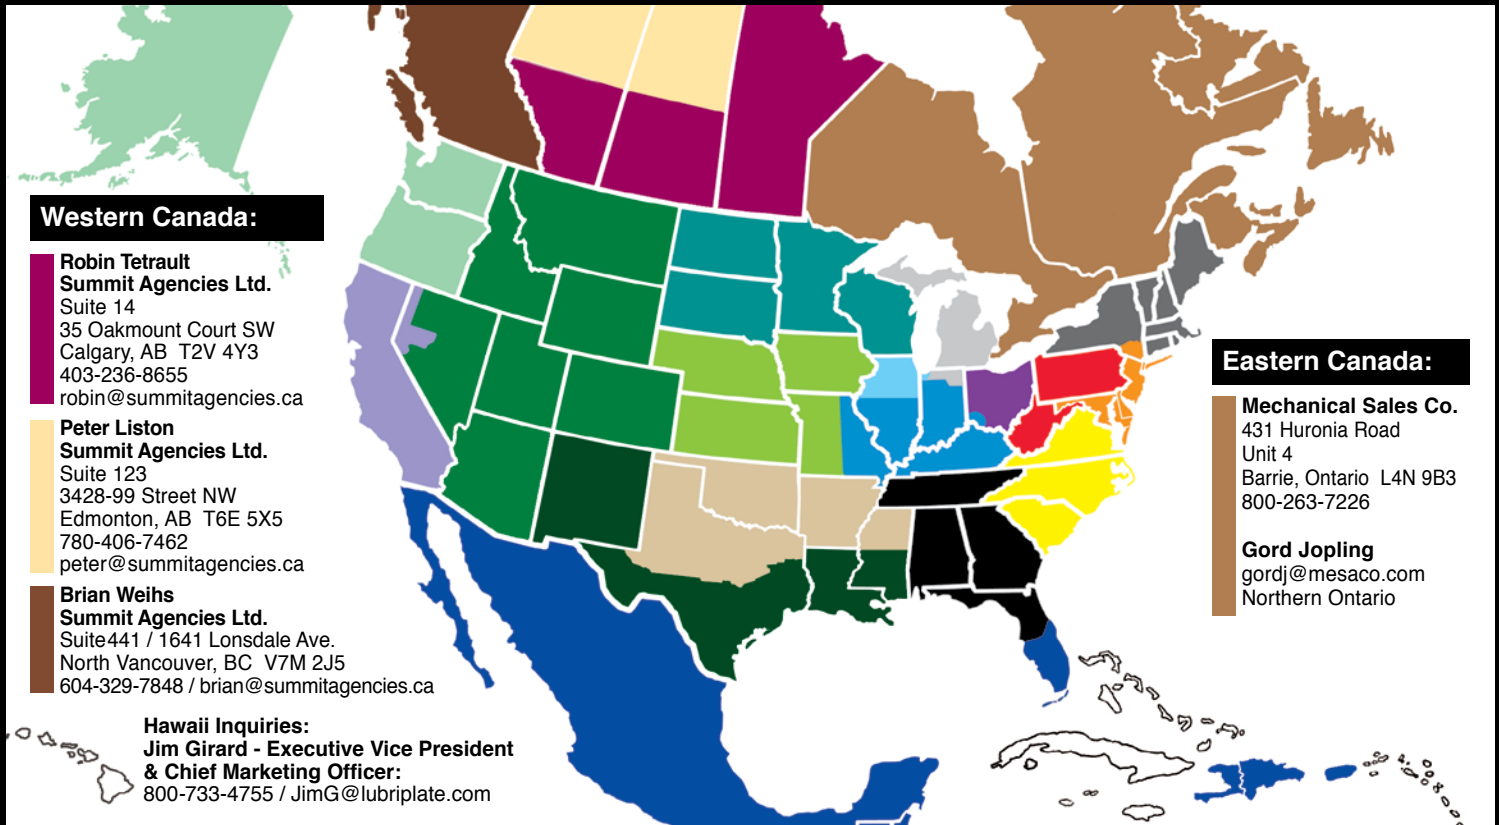 Western Canada:
Robin Tetrault
Summit Agencies Ltd.
Suite 14
35 Oakmount Court SW
Calgary, AB  T2V 4Y3
403-236-8655
robin@summitagencies.ca
Peter Liston
Summit Agencies Ltd.
Suite 123
3428-99 Street NW
Edmonton, AB  T6E 5X5
780-406-7462
peter@summitagencies.ca
Brian Weihs
Summit Agencies Ltd.
Suite441 / 1641 Lonsdale Ave.
North Vancouver, BC  V7M 2J5
604-329-7848 / brian@summitagencies.ca
Hawaii Inquiries:
Jim Girard - Executive Vice President
& Chief Marketing Officer:
800-733-4755 / JimG@lubriplate.com
Eastern Canada:
Mechanical Sales Co.
431 Huronia Road
Unit 4
Barrie, Ontario  L4N 9B3
800-263-7226
Gord Jopling
gordj@mesaco.com
Northern Ontario